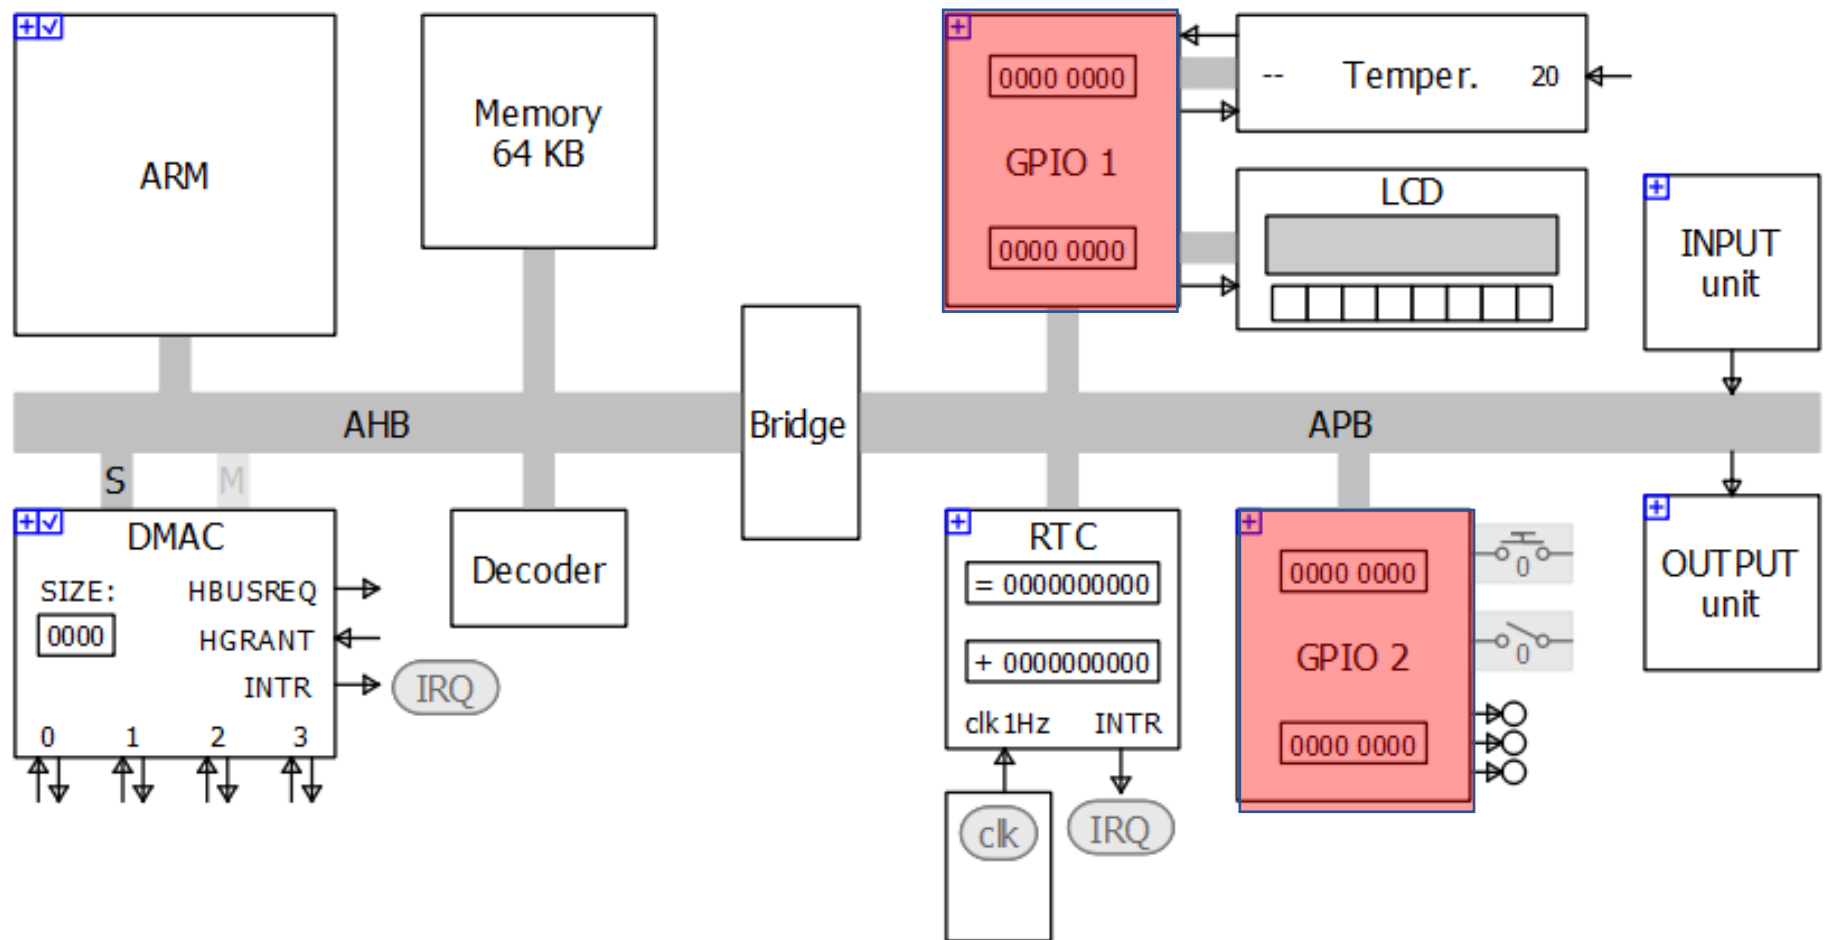 ARM
Memory
64 KB
0000 0000
GPIO 1
0000 0000
-- Temper. 20
LCD
INPUT
unit
AHB
Bridge
APB
S M
DMAC
SIZE:
0000
HBUSREQ
HGRANT
INTR
IRQ
0 1 2 3
Decoder
RTC
= 0000000000
+ 0000000000
clk 1Hz INTR
clk
IRQ
0000 0000
GPIO 2
0000 0000
0
0
OUTPUT
unit